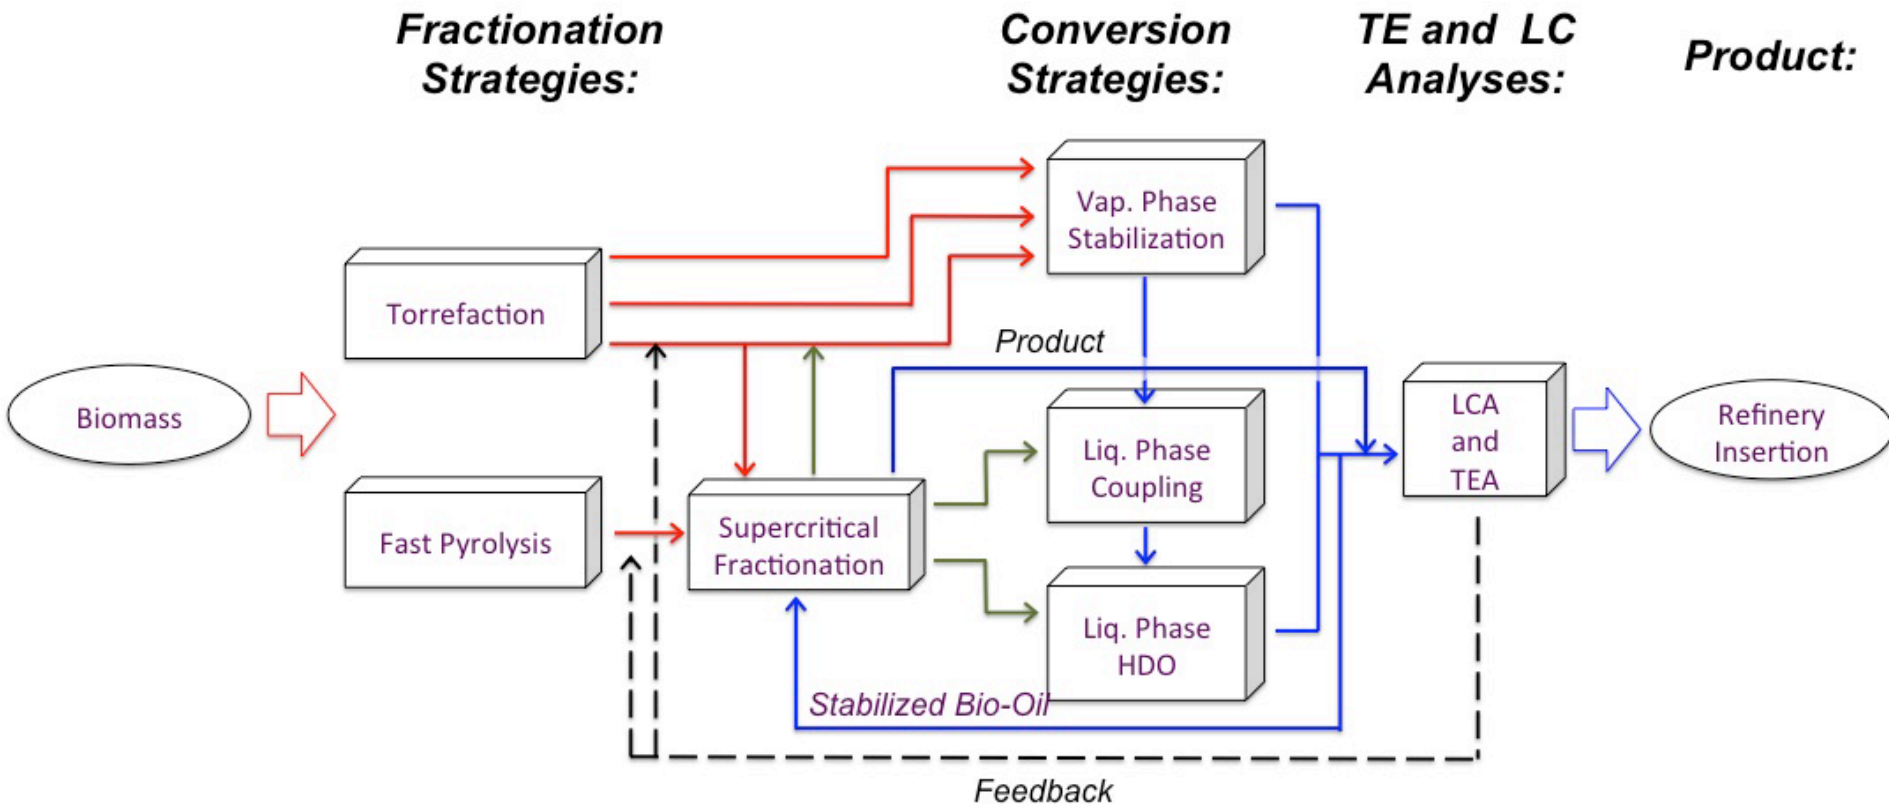 Fractionation
Strategies:
Conversion
Strategies:
TE and LC
Analyses:
Product:
Vap. Phase
Stabilization
Torrefaction
Product
Biomass
LCA
and
TEA
Refinery
Insertion
Liq. Phase
Coupling
Fast Pyrolysis
Supercritical
Fractionation
Liq. Phase
HDO
Stabilized Bio-Oil
Feedback